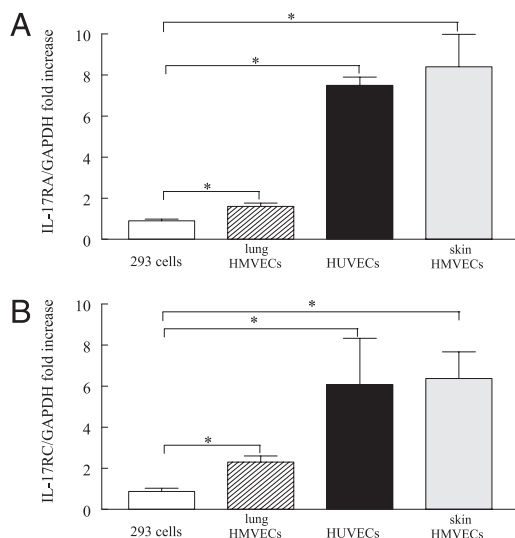 A
IL-17RA/GAPDH fold increase
10
8
6
4
2
0
*
*
*
293 cells
lung
HMVECs
HUVECs
skin
HMVECs
B
IL-17RC/GAPDH fold increase
10
8
6
4
2
0
*
*
*
293 cells
lung
HMVECs
HUVECs
skin
HMVECs